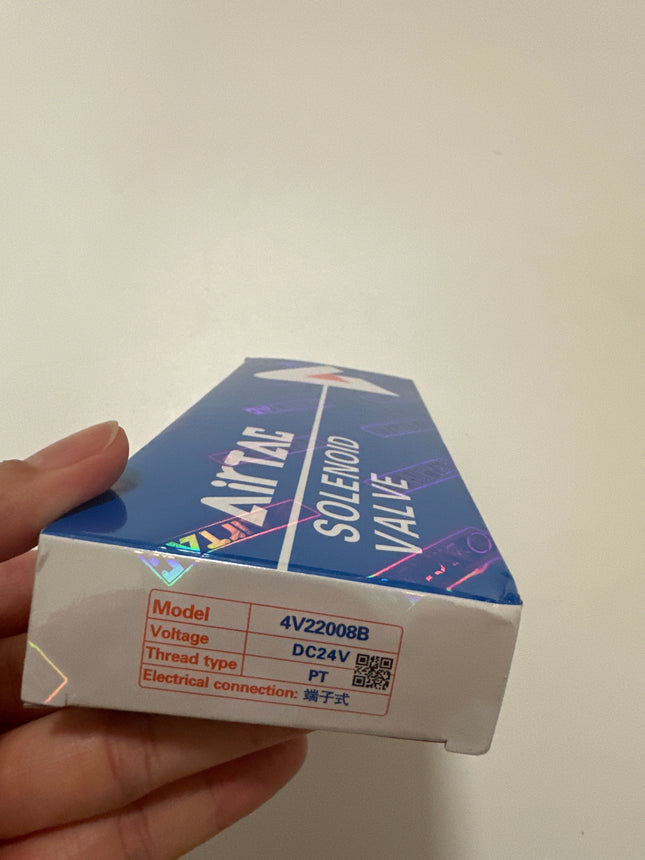 AirTAC
SOLENOID
VALVE
Model 4V22008B
Voltage DC24V
Thread type PT
Electrical connection: 端子式